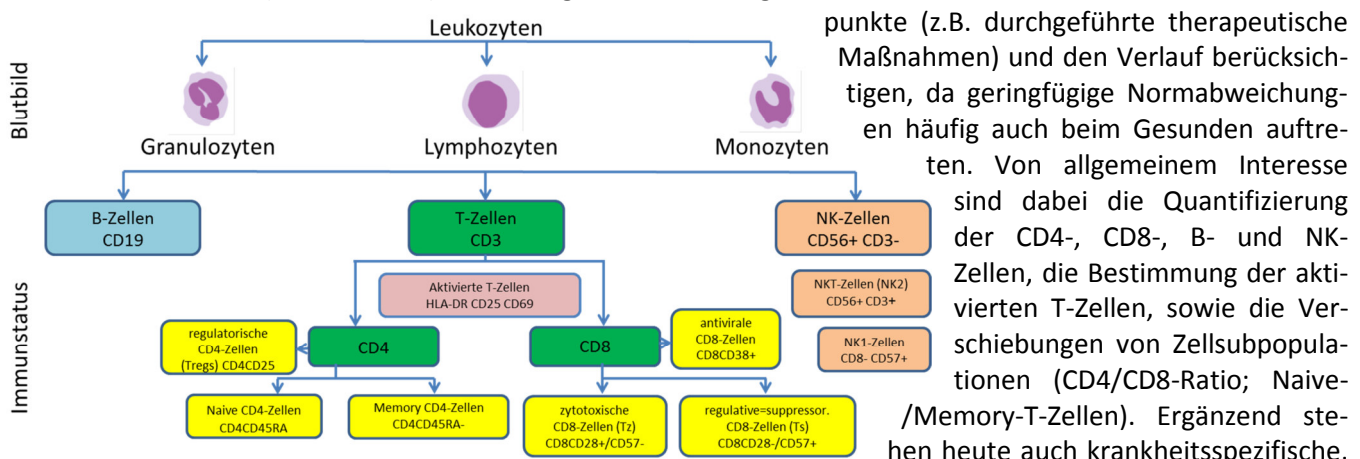 Blutbild
Leukozyten
Granulozyten
Lymphozyten
Monozyten
Immunstatus
B-Zellen
CD19
T-Zellen
CD3
NK-Zellen
CD56+ CD3-
Aktivierte T-Zellen
HLA-DR CD25 CD69
NKT-Zellen (NK2)
CD56+ CD3+
regulatorische
CD4-Zellen
(Tregs) CD4CD25
CD4
CD8
antivirale
CD8-Zellen
CD8CD38+
NK1-Zellen
CD8- CD57+
Naive CD4-Zellen
CD4CD45RA
Memory CD4-Zellen
CD4CD45RA-
zytotoxische
CD8-Zellen (Tz)
CD8CD28+/CD57-
regulative=suppressor.
CD8-Zellen (Ts)
CD8CD28-/CD57+
punkte (z.B. durchgeführte therapeutische
Maßnahmen) und den Verlauf berücksich-
tigen, da geringfügige Normabweichung-
en häufig auch beim Gesunden auftre-
ten. Von allgemeinem Interesse
sind dabei die Quantifizierung
der CD4-, CD8-, B- und NK-
Zellen, die Bestimmung der akti-
vierten T-Zellen, sowie die Ver-
schiebungen von Zellsubpopula-
tionen (CD4/CD8-Ratio; Naive-
/Memory-T-Zellen). Ergänzend ste-
hen heute auch krankheitsspezifische,